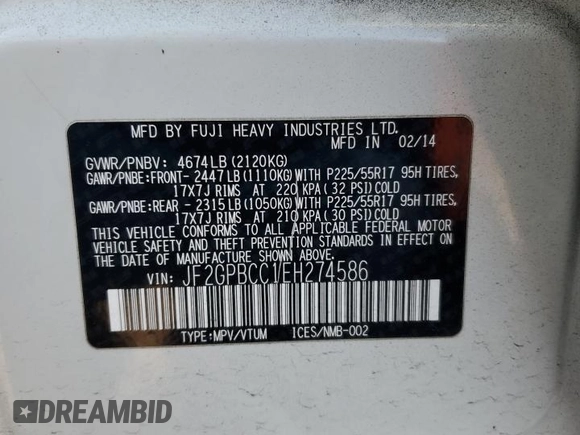 MFD BY FUJI HEAVY INDUSTRIES LTD.
MFD IN 02/14
GVWR/PNBV: 4674LB(2120KG)
GAWR/PNBE:FRONT- 2447LB(1110KG)WITH P225/55R17 95H TIRES,
17X7J RIMS AT 220KPA(32 PSI)COLD
GAWR/PNBE:REAR - 2315LB(1050KG)WITH P225/55R17 95H TIRES,
17X7J RIMS AT 210KPA(30 PSI)COLD
THIS VEHICLE CONFORMS TO ALL APPLICABLE FEDERAL MOTOR
VEHICLE SAFETY AND THEFT PREVENTION STANDARDS IN EFFECT
ON THE DATE OF MANUFACTURE SHOWN ABOVE.
VIN: JF2GPBCC1EH274586
TYPE:MPV/VTUM ICES/NMB-002
DREAMBID